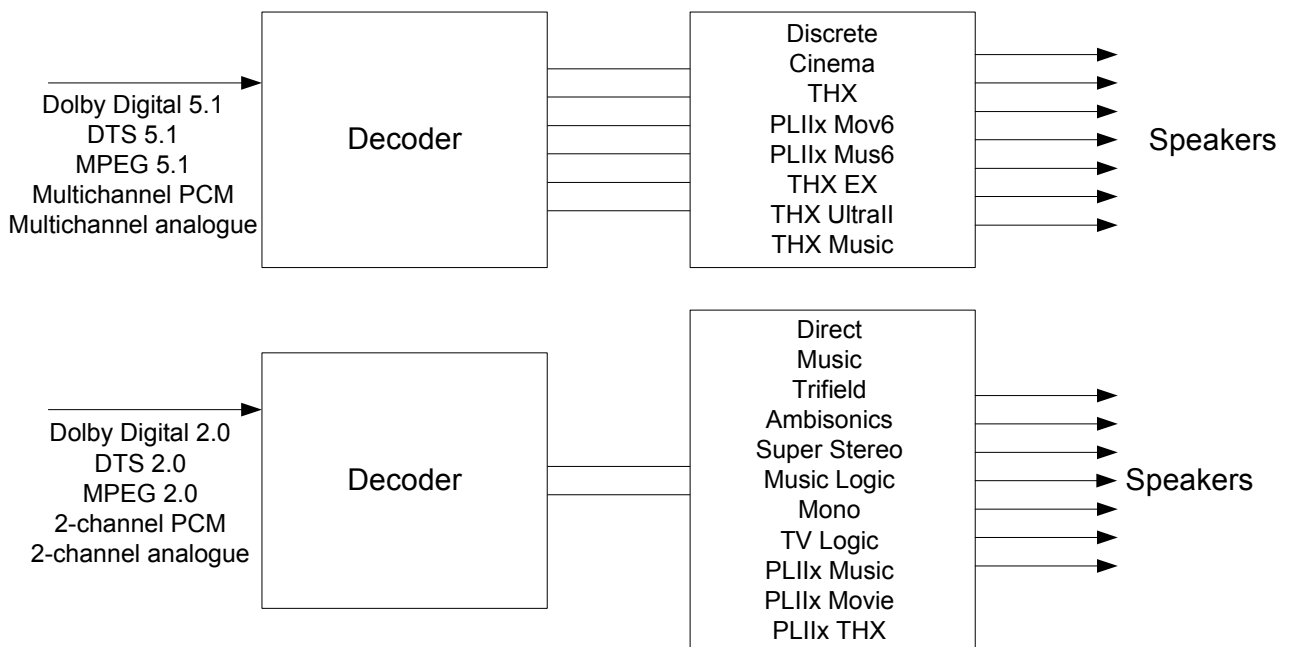 Dolby Digital 5.1
DTS 5.1
MPEG 5.1
Multichannel PCM
Multichannel analogue
Decoder
Discrete
Cinema
THX
PLIIx Mov6
PLIIx Mus6
THX EX
THX UltraII
THX Music
Speakers
Dolby Digital 2.0
DTS 2.0
MPEG 2.0
2-channel PCM
2-channel analogue
Decoder
Direct
Music
Trifield
Ambisonics
Super Stereo
Music Logic
Mono
TV Logic
PLIIx Music
PLIIx Movie
PLIIx THX
Speakers